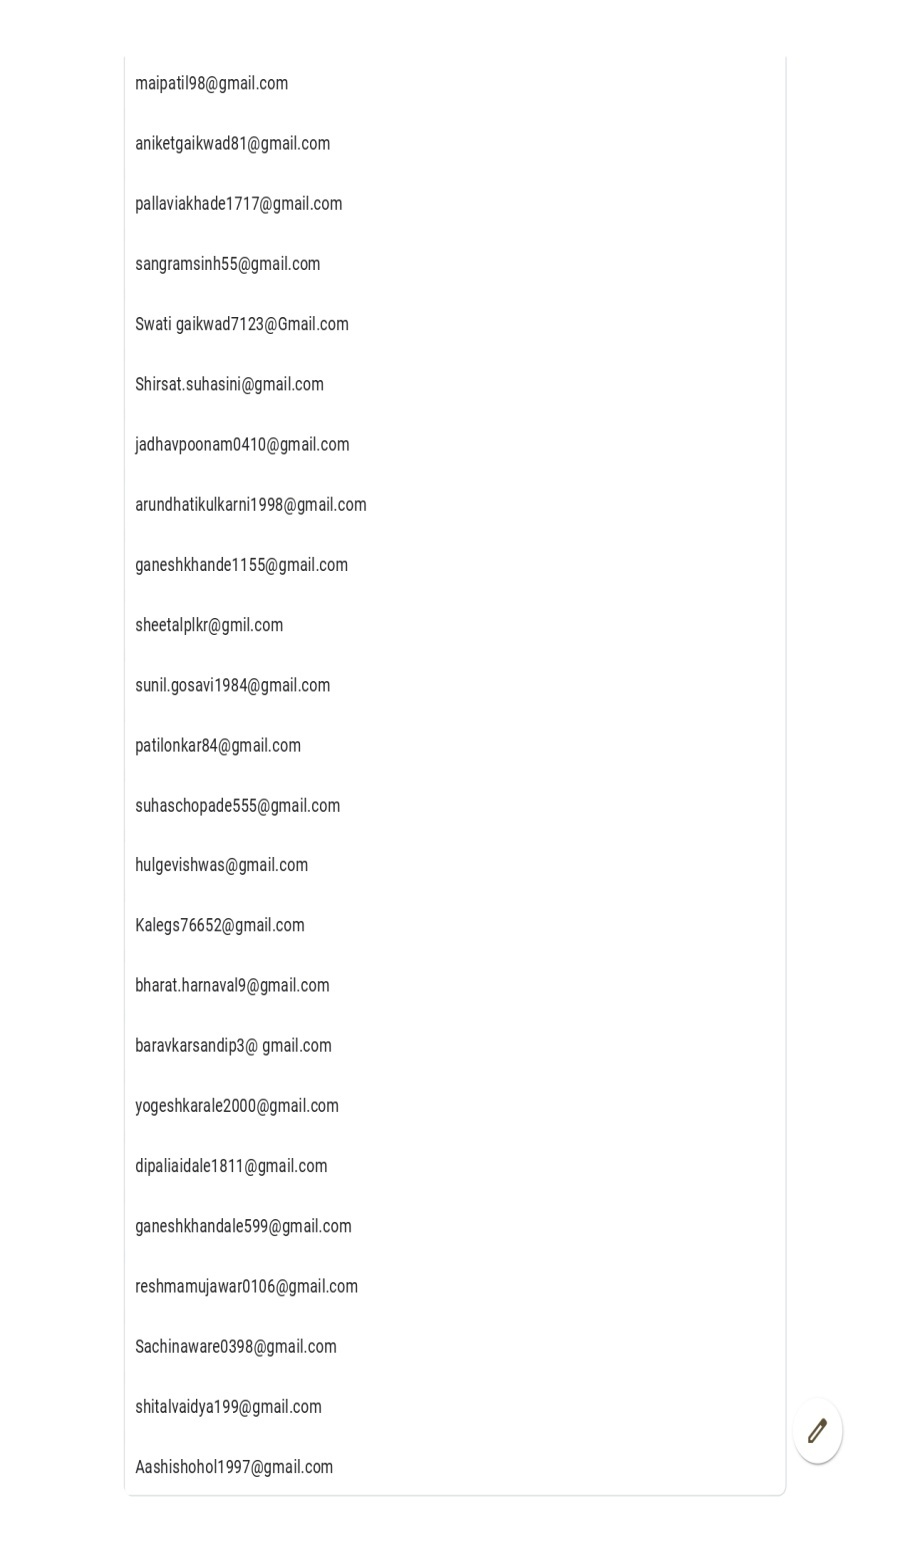 maipatil98@gmail.com
aniketgaikwad81@gmail.com
pallaviakhade1717@gmail.com
sangramsinh55@gmail.com
Swati gaikwad7123@Gmail.com
Shirsat.suhasini@gmail.com
jadhavpoonam0410@gmail.com
arundhatikulkarni1998@gmail.com
ganeshkhande1155@gmail.com
sheetalplkr@gmil.com
sunil.gosavi1984@gmail.com
patilonkar84@gmail.com
suhaschopade555@gmail.com
hulgevishwas@gmail.com
Kalegs76652@gmail.com
bharat.harnaval9@gmail.com
baravkarsandip3@ gmail.com
yogeshkarale2000@gmail.com
dipaliaidale1811@gmail.com
ganeshkhandale599@gmail.com
reshmamujawar0106@gmail.com
Sachinaware0398@gmail.com
shitalvaidya199@gmail.com
Aashishohol1997@gmail.com